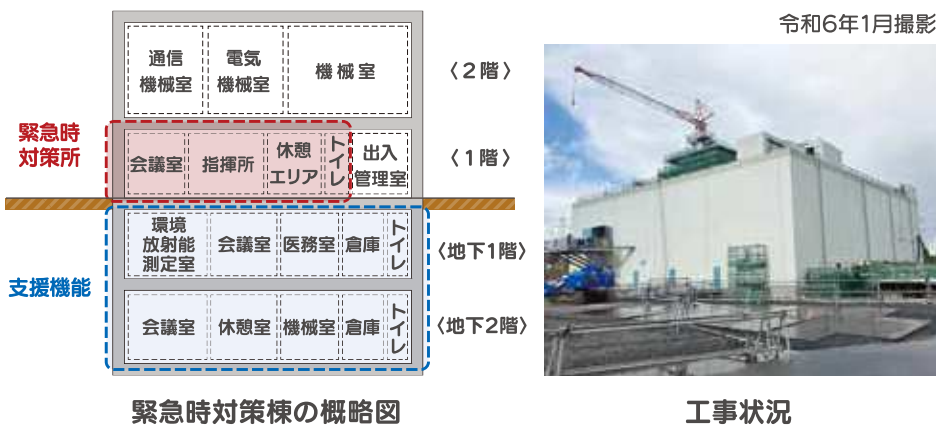 令和6年1月撮影
通信
機械室
電気
機械室
機械室
〈2階〉
緊急時
対策所
会議室
指揮所
休憩
エリア
トイレ
出入
管理室
〈1階〉
環境
放射能
測定室
会議室
医務室
倉庫
トイレ
〈地下1階〉
支援機能
会議室
休憩室
機械室
倉庫
トイレ
〈地下2階〉
緊急時対策棟の概略図
工事状況